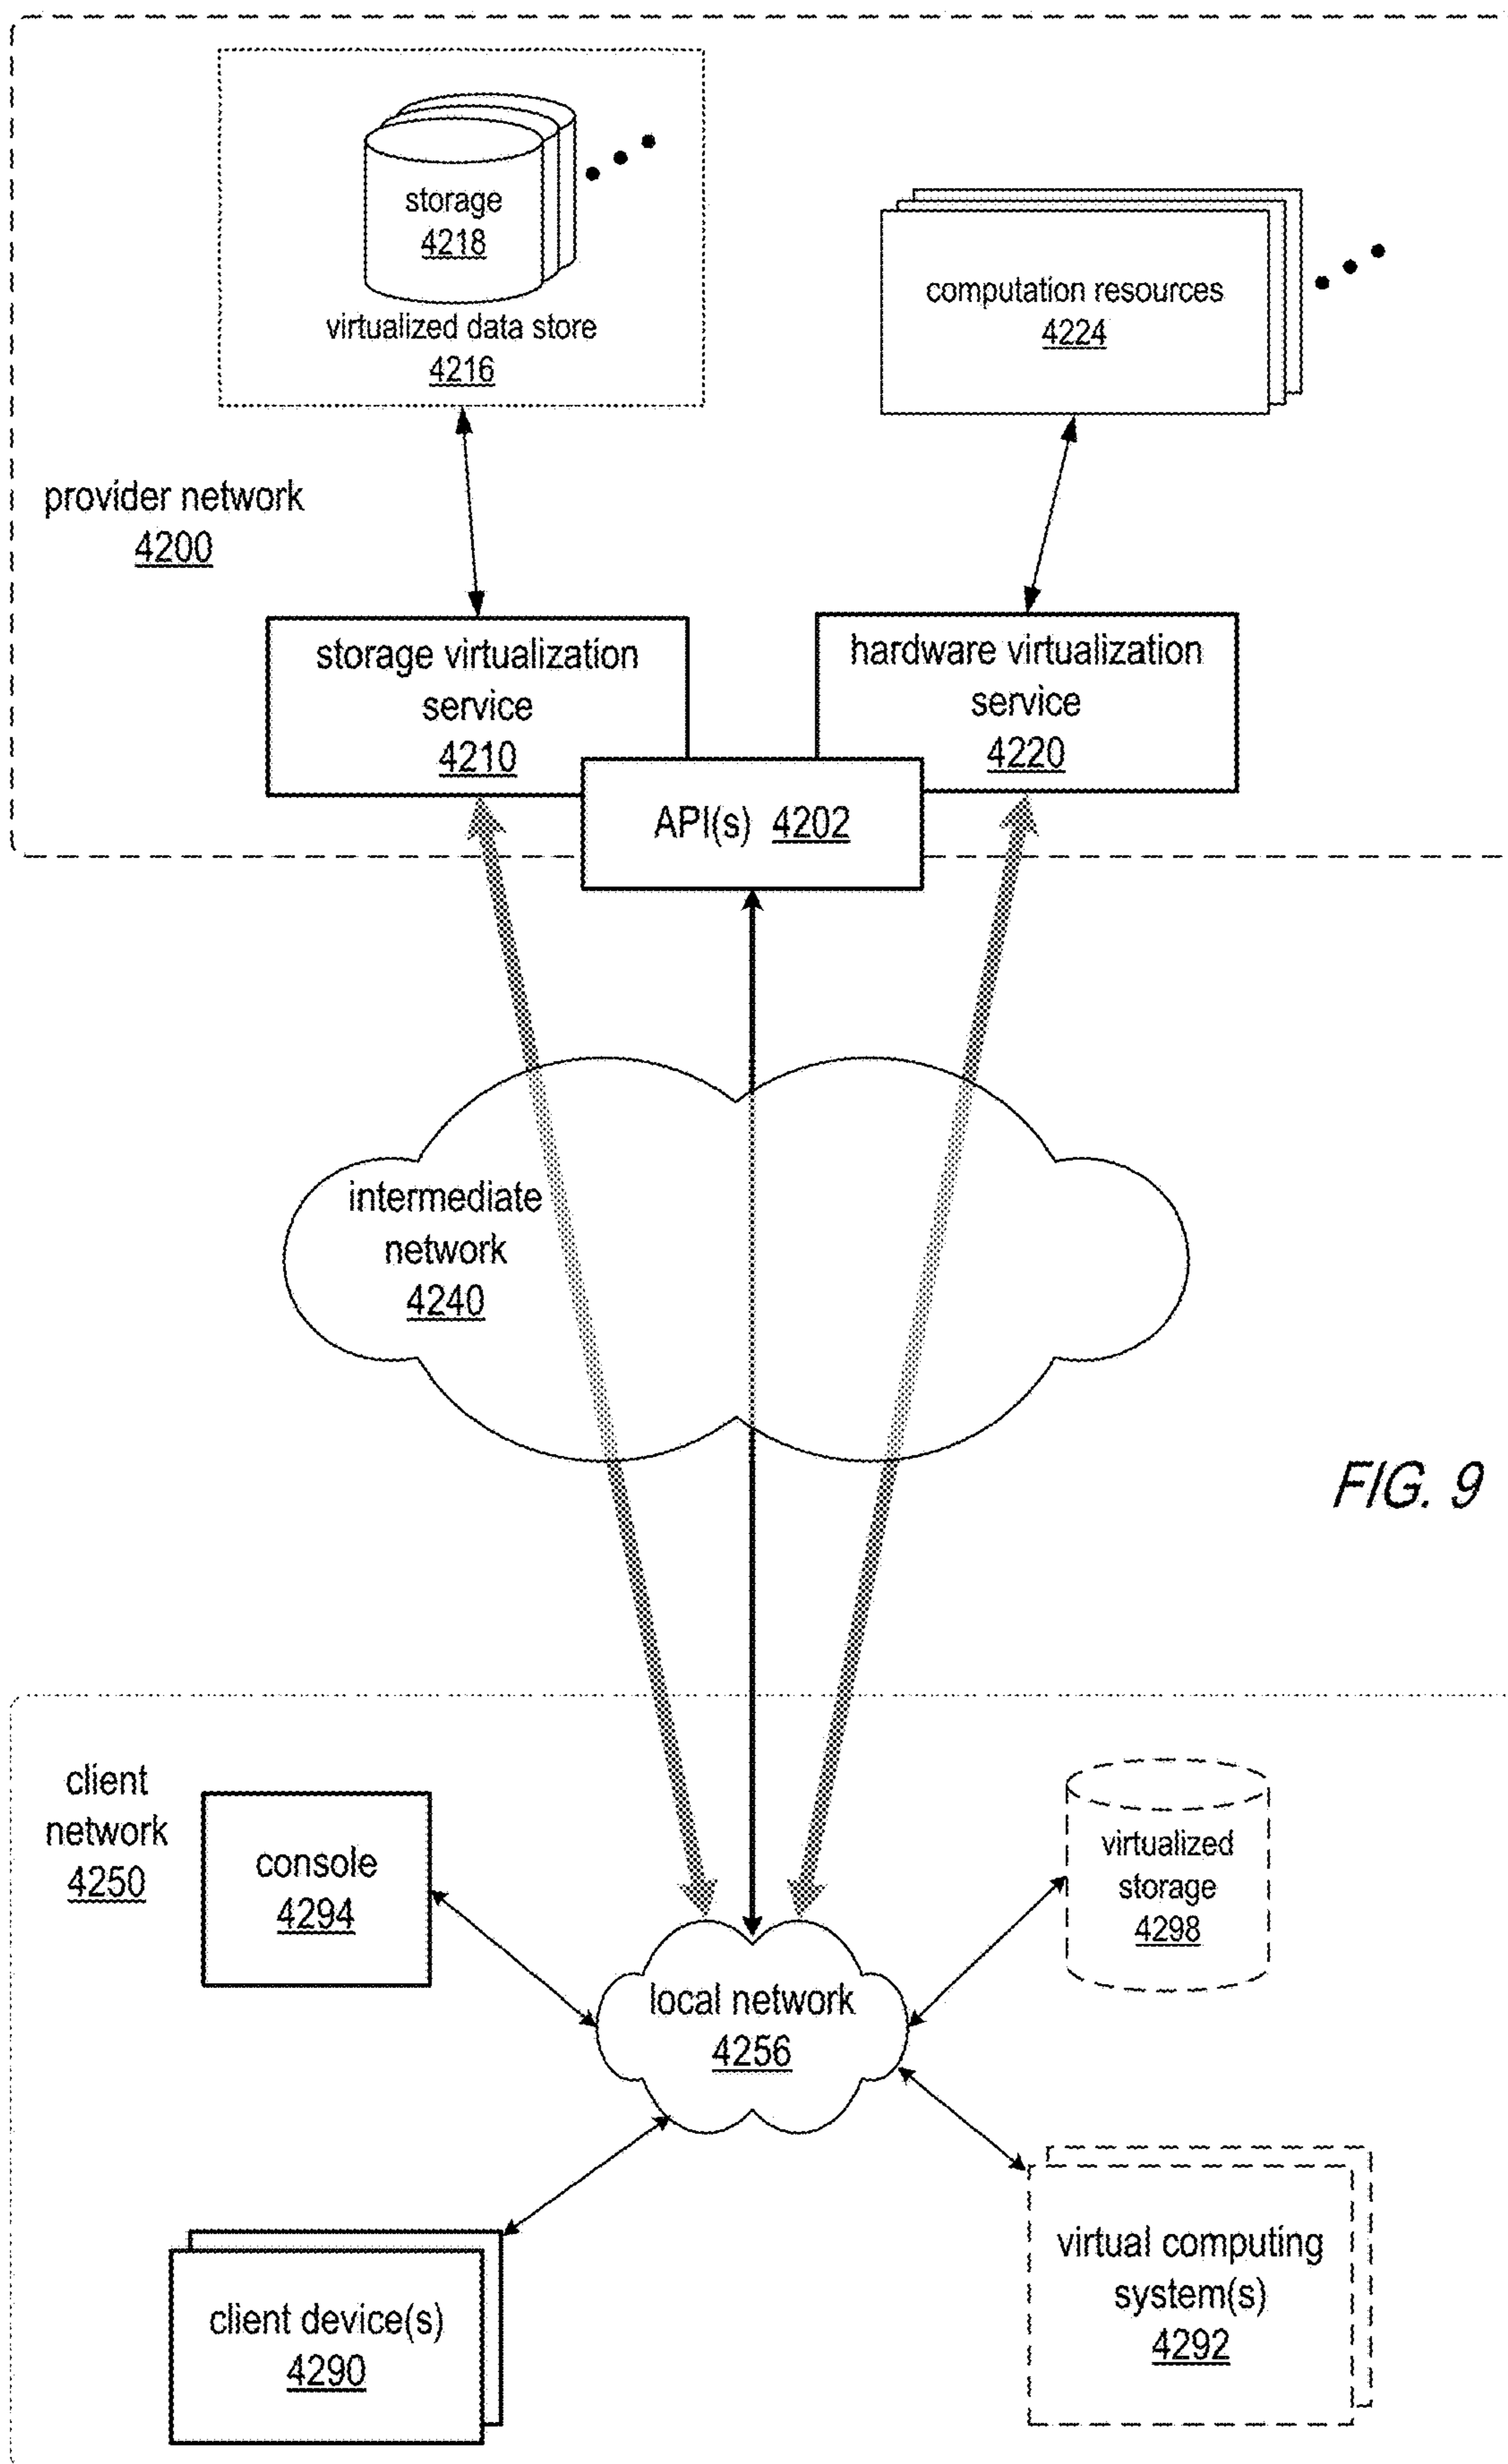 storage
4218
virtualized data store
4216
computation resources
4224
provider network
4200
storage virtualization
service
4210
hardware virtualization
service
4220
API(s) 4202
intermediate
network
4240
FIG. 9
client
network
4250
console
4294
virtualized
storage
4298
local network
4256
client device(s)
4290
virtual computing
system(s)
4292